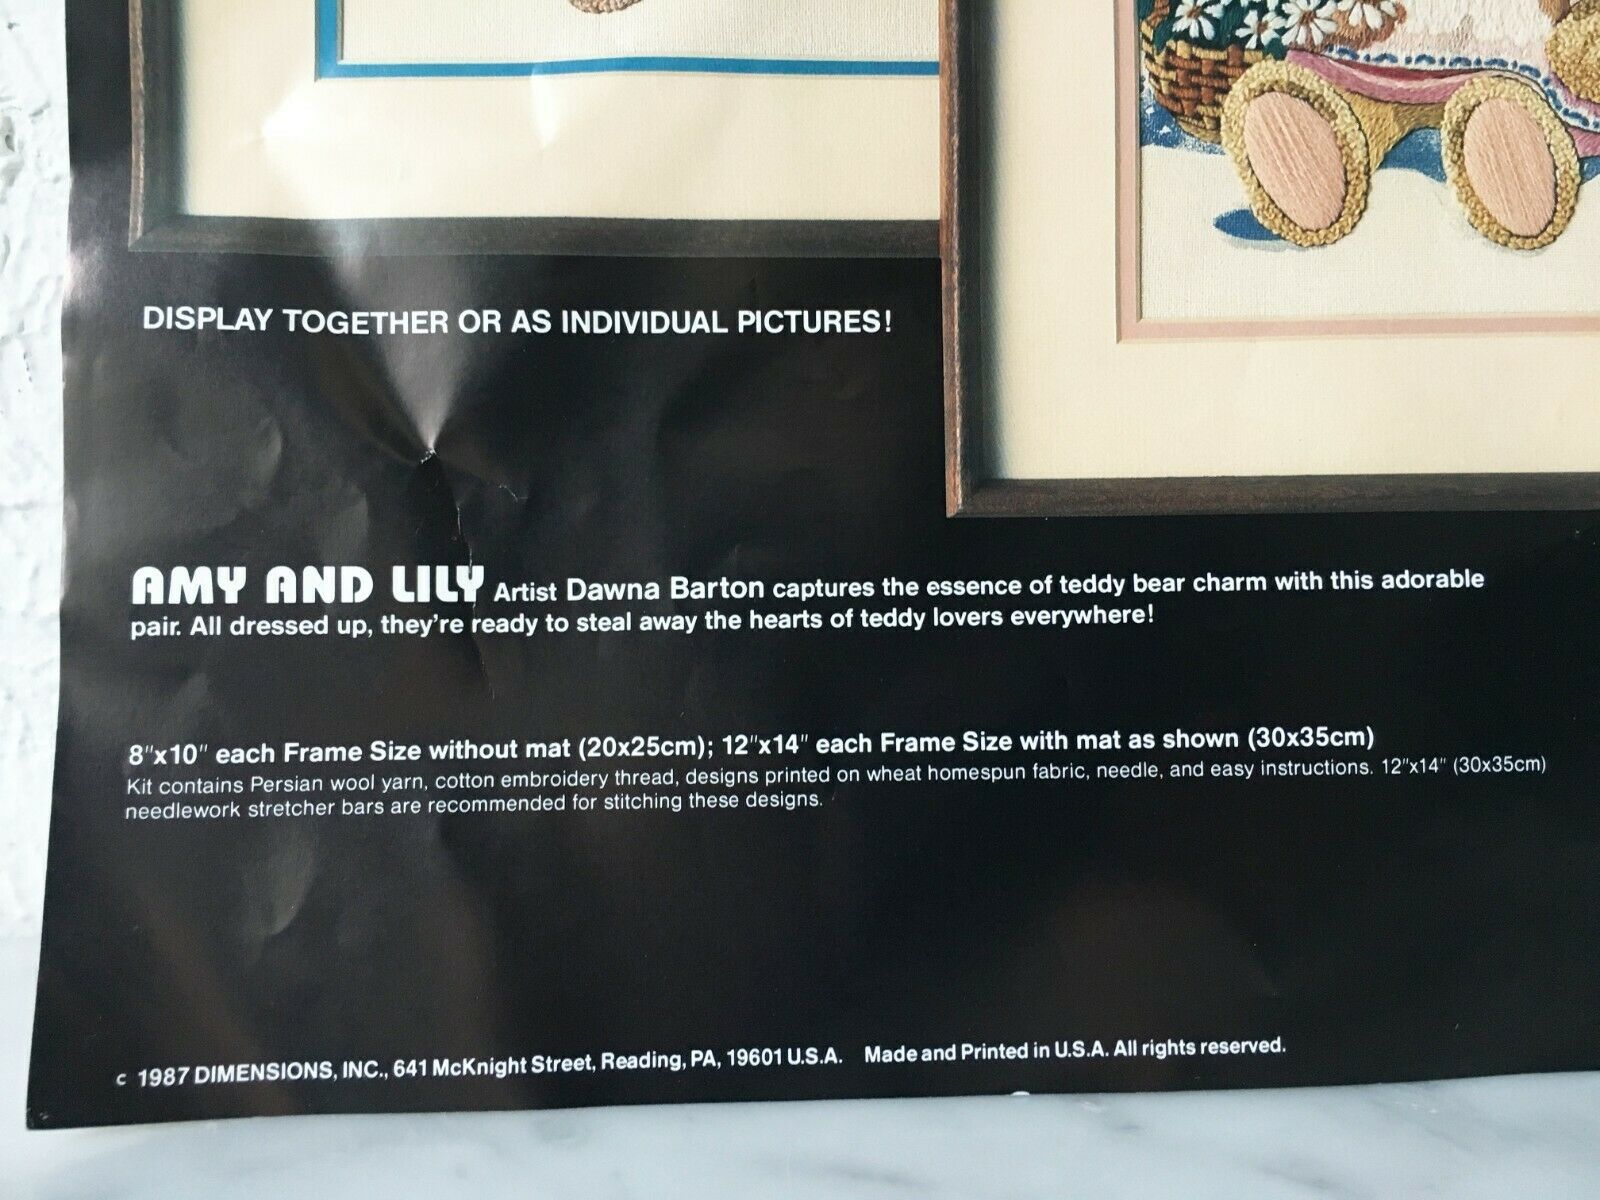 DISPLAY TOGETHER OR AS INDIVIDUAL PICTURES!
AMY AND LILY Artist Dawna Barton captures the essence of teddy bear charm with this adorable
pair. All dressed up, they're ready to steal away the hearts of teddy lovers everywhere!
8"x10" each Frame Size without mat (20x25cm); 12"x14" each Frame Size with mat as shown (30x35cm)
Kit contains Persian wool yarn, cotton embroidery thread, designs printed on wheat homespun fabric, needle, and easy instructions. 12"x14" (30x35cm)
needlework stretcher bars are recommended for stitching these designs.
c 1987 DIMENSIONS, INC., 641 McKnight Street, Reading, PA, 19601 U.S.A. Made and Printed in U.S.A. All rights reserved.